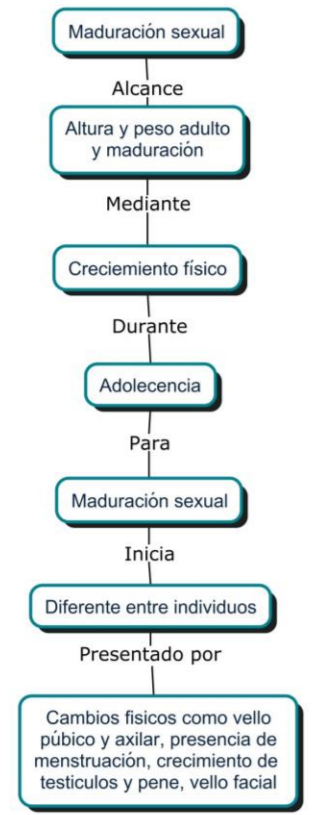 Maduración sexual
Alcance
Altura y peso adulto
y maduración
Mediante
Creciemiento físico
Durante
Adolecencia
Para
Maduración sexual
Inicia
Diferente entre individuos
Presentado por
Cambios fisicos como vello
púbico y axilar, presencia de
menstruación, crecimiento de
testiculos y pene, vello facial